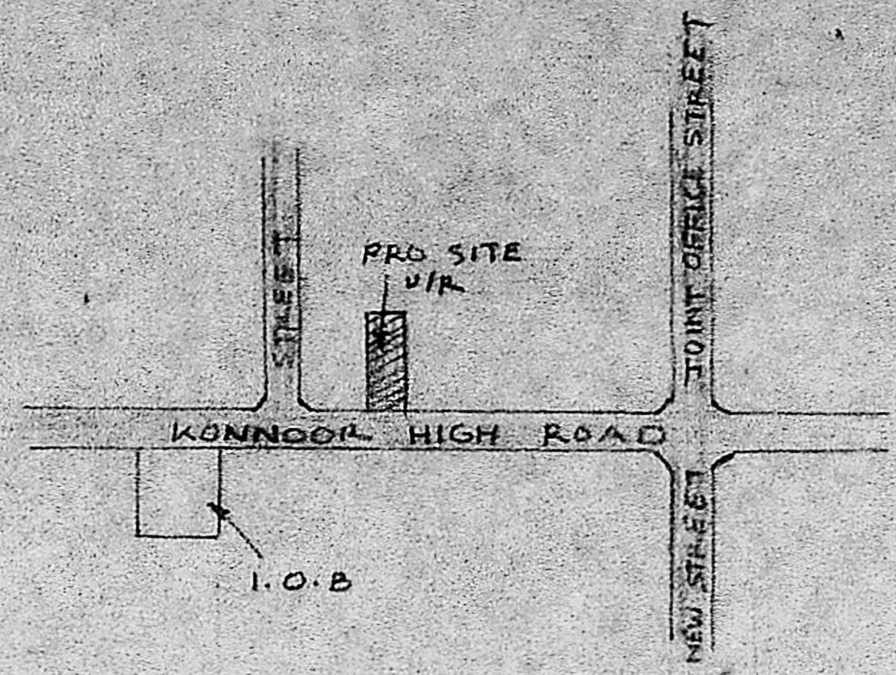 JOINT OFFICE STREET
PRO SITE
U/R
STREET
KONNOOR HIGH ROAD
NEW STREET
I.O.B